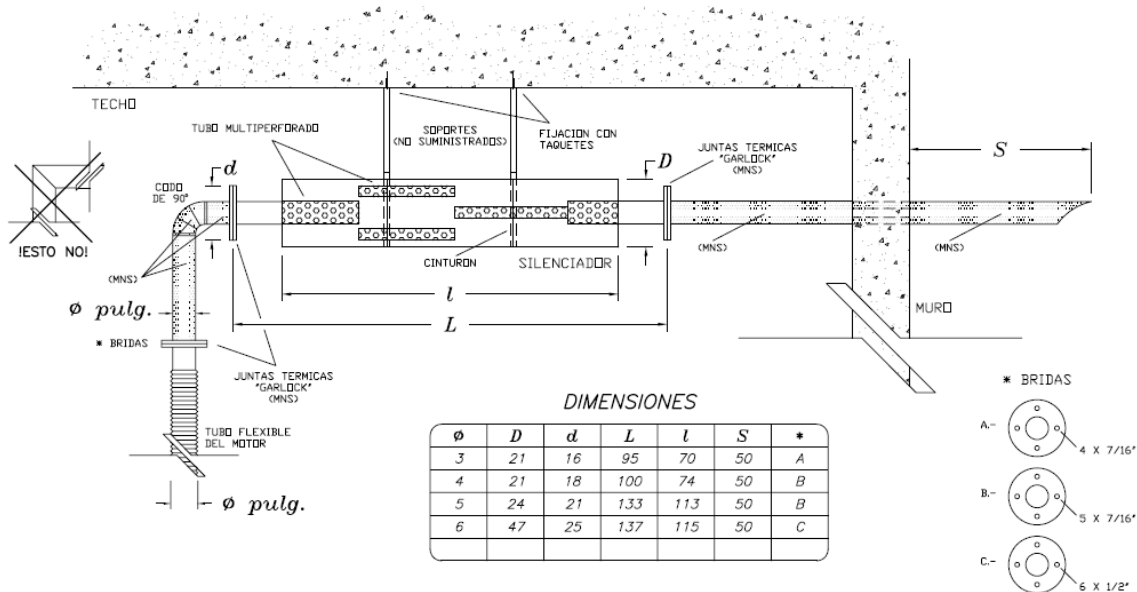 TECHO
TUBO MULTIPERFORADO
SOPORTES
(NO SUMINISTRADOS)
FIJACION CON
TAQUETES
JUNTAS TERMICAS
"GARLOCK"
(MNS)
S
d
D
CODO
DE 90°
!ESTO NO!
(MNS)
CINTURON
SILENCIADOR
(MNS)
(MNS)
l
L
MURO
Ø pulg.
* BRIDAS
JUNTAS TERMICAS
"GARLOCK"
(MNS)
TUBO FLEXIBLE
DEL MOTOR
Ø pulg.
DIMENSIONES
Ø D d L l S *
3 21 16 95 70 50 A
4 21 18 100 74 50 B
5 24 21 133 113 50 B
6 47 25 137 115 50 C
* BRIDAS
A.-
4 X 7/16"
B.-
5 X 7/16"
C.-
6 X 1/2"